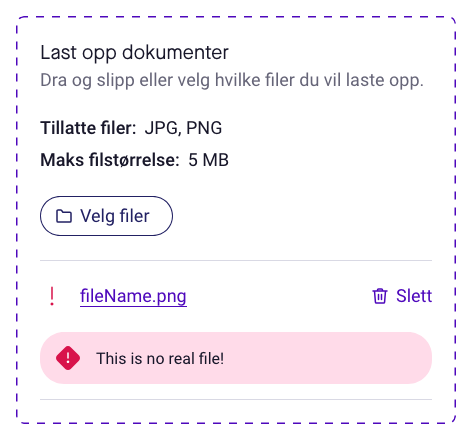 Last opp dokumenter
Dra og slipp eller velg hvilke filer du vil laste opp.
Tillatte filer: JPG, PNG
Maks filstørrelse: 5 MB
Velg filer
! fileName.png Slett
This is no real file!